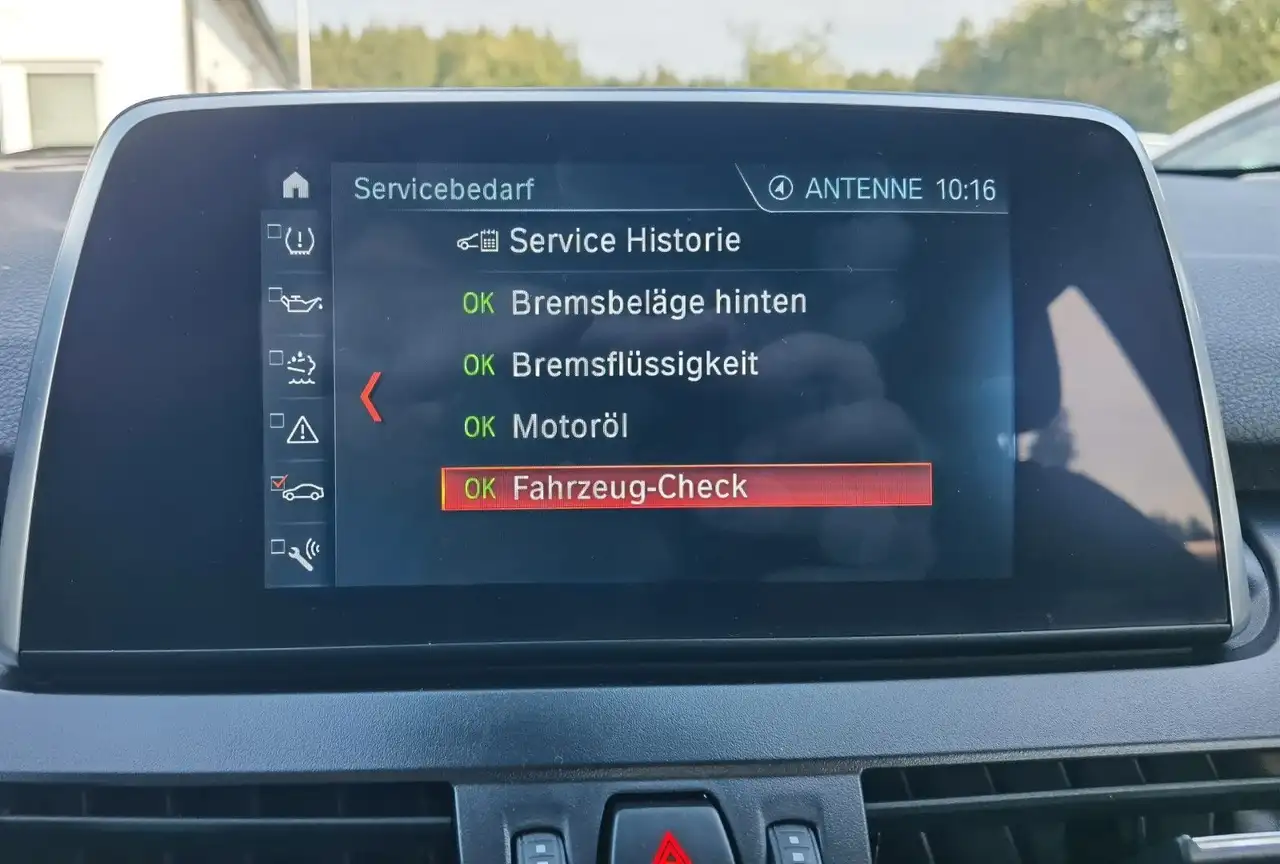 Servicebedarf
ANTENNE 10:16
Service Historie
OK Bremsbeläge hinten
OK Bremsflüssigkeit
OK Motoröl
OK Fahrzeug-Check